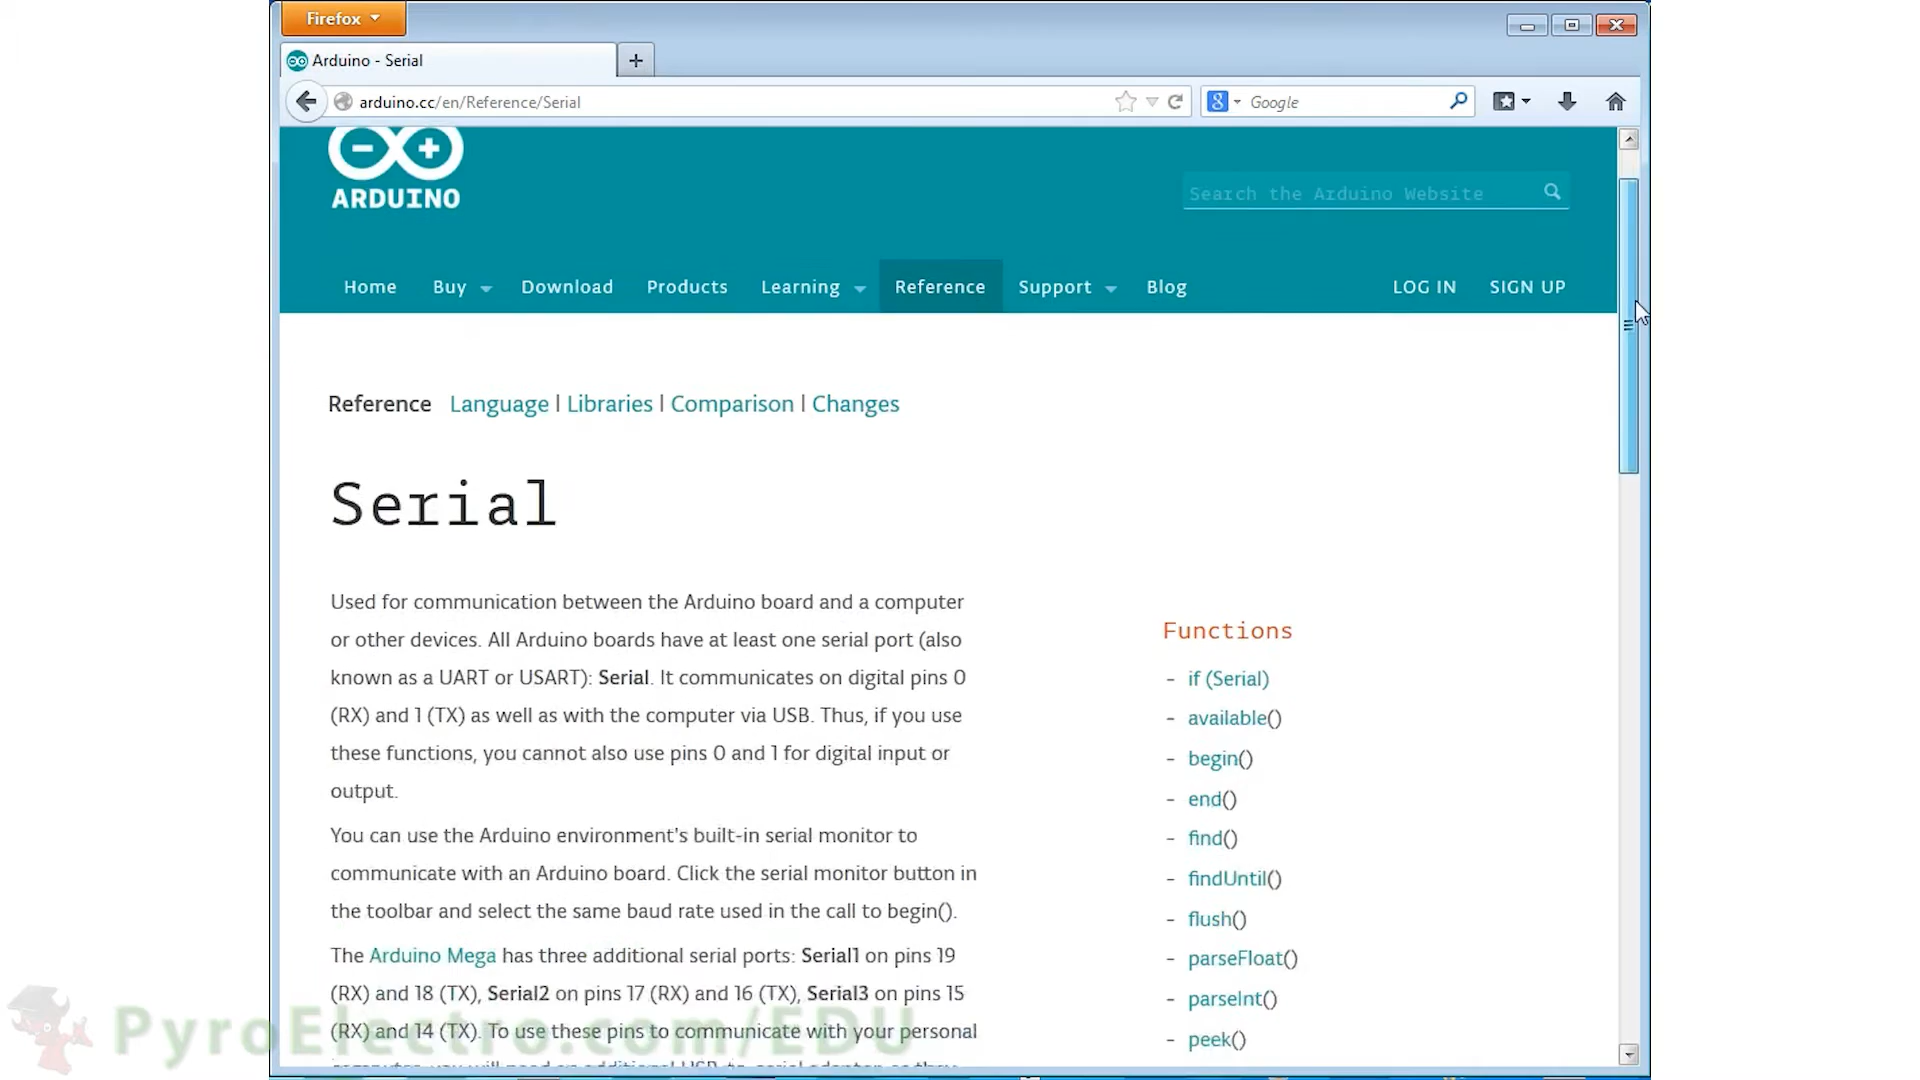 Firefox
Arduino - Serial
arduino.cc/en/Reference/Serial
Google
ARDUINO
Search the Arduino Website
Home Buy Download Products Learning Reference Support Blog LOG IN SIGN UP
Reference Language | Libraries | Comparison | Changes
Serial
Used for communication between the Arduino board and a computer
or other devices. All Arduino boards have at least one serial port (also
known as a UART or USART): Serial. It communicates on digital pins 0
(RX) and 1 (TX) as well as with the computer via USB. Thus, if you use
these functions, you cannot also use pins 0 and 1 for digital input or
output.
You can use the Arduino environment's built-in serial monitor to
communicate with an Arduino board. Click the serial monitor button in
the toolbar and select the same baud rate used in the call to begin().
The Arduino Mega has three additional serial ports: Serial1 on pins 19
(RX) and 18 (TX), Serial2 on pins 17 (RX) and 16 (TX), Serial3 on pins 15
(RX) and 14 (TX). To use these pins to communicate with your personal
Functions
- if (Serial)
- available()
- begin()
- end()
- find()
- findUntil()
- flush()
- parseFloat()
- parseInt()
- peek()
PyroElectro.com/EDU